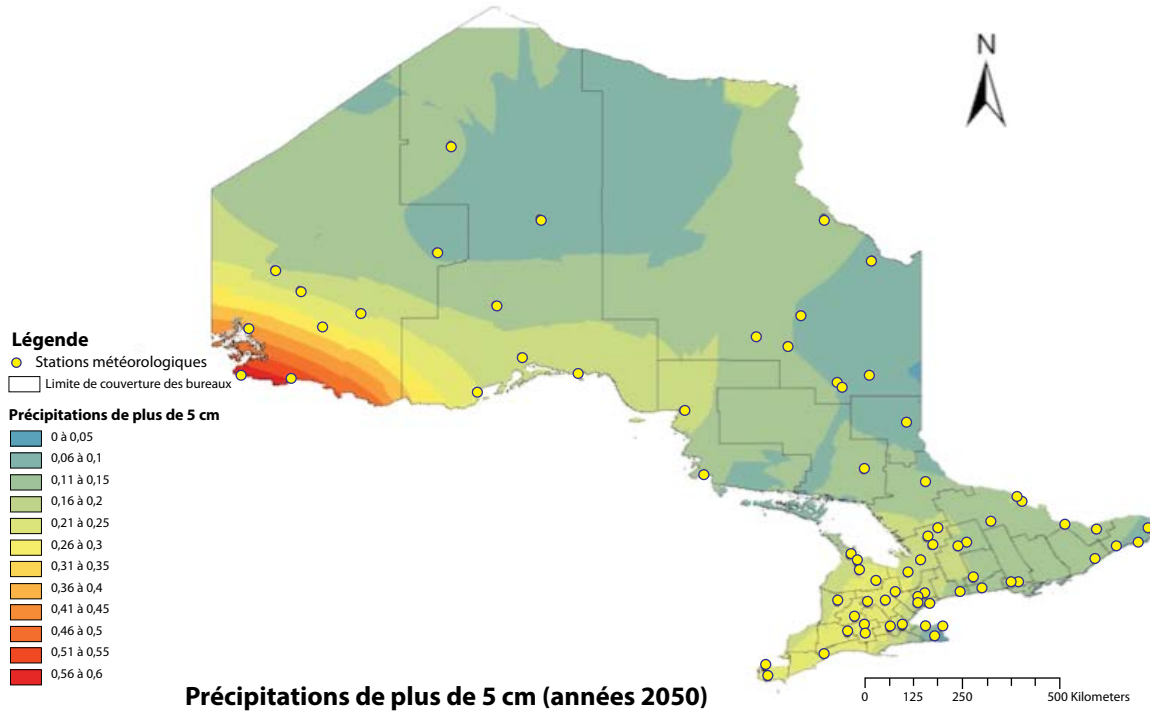 N
Légende
Stations météorologiques
Limite de couverture des bureaux
Précipitations de plus de 5 cm
0 à 0,05
0,06 à 0,1
0,11 à 0,15
0,16 à 0,2
0,21 à 0,25
0,26 à 0,3
0,31 à 0,35
0,36 à 0,4
0,41 à 0,45
0,46 à 0,5
0,51 à 0,55
0,56 à 0,6
Précipitations de plus de 5 cm (années 2050)
0 125 250 500 Kilometers